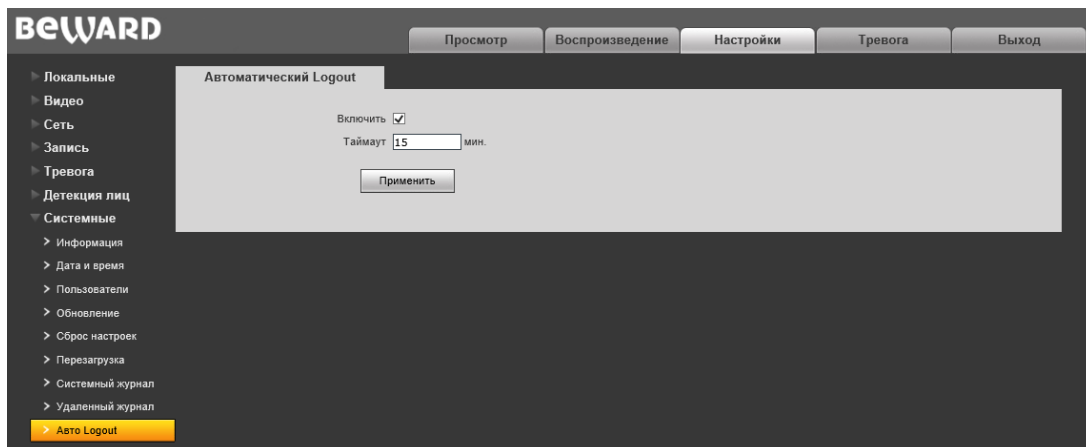 BEWARD
Просмотр
Воспроизведение
Настройки
Тревога
Выход
Локальные
Видео
Сеть
Запись
Тревога
Детекция лиц
Системные
Информация
Дата и время
Пользователи
Обновление
Сброс настроек
Перезагрузка
Системный журнал
Удаленный журнал
Авто Logout
Автоматический Logout
Включить
Таймаут 15 мин.
Применить